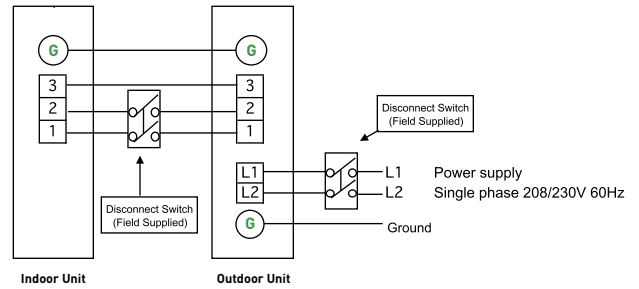 G
G
3
3
2
2
1
1
Disconnect Switch
(Field Supplied)
L1
L1
Power supply
L2
L2
Single phase 208/230V 60Hz
Disconnect Switch
(Field Supplied)
G
Ground
Indoor Unit
Outdoor Unit